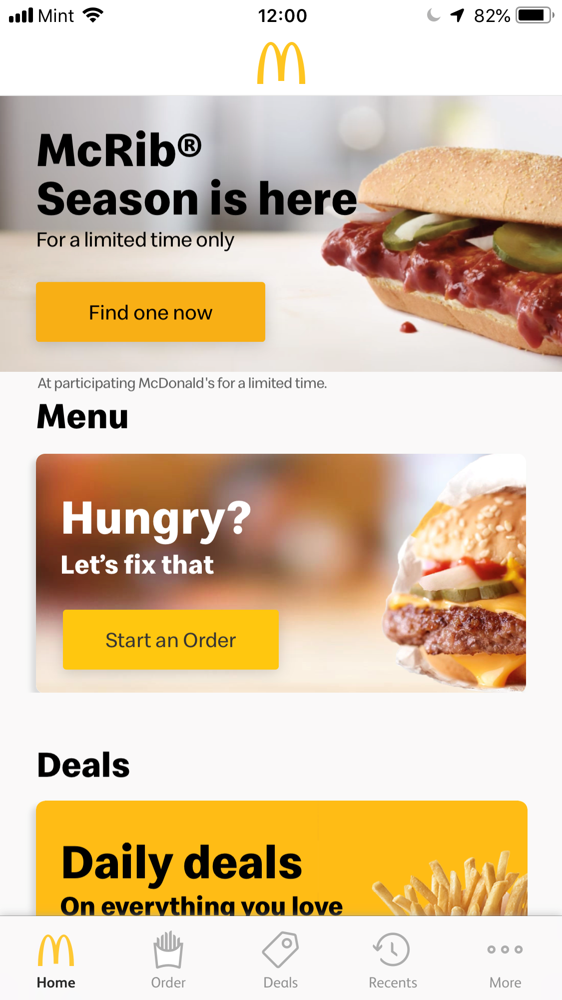 Mint 12:00 82%
McRib®
Season is here
For a limited time only
Find one now
At participating McDonald's for a limited time.
Menu
Hungry?
Let’s fix that
Start an Order
Deals
Daily deals
On everything you love
Home Order Deals Recents More